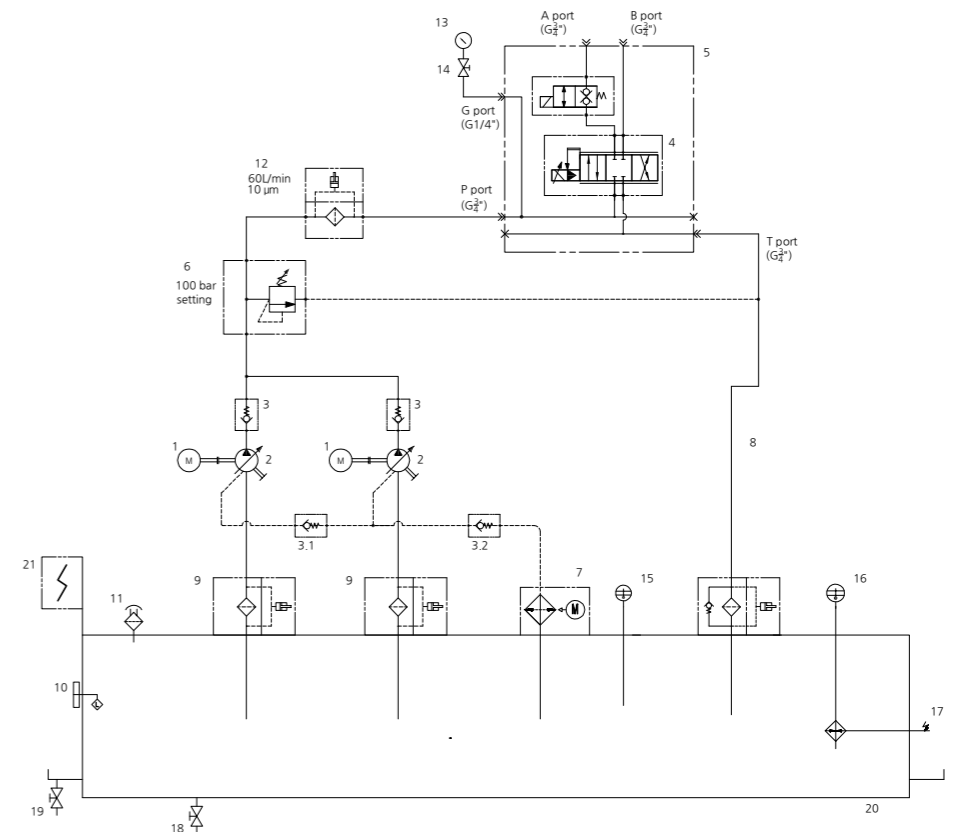 A port
(G¾")
B port
(G¾")
13
5
14
G port
(G1/4")
4
12
60L/min
10 µm
P port
(G¾")
T port
(G¾")
6
100 bar
setting
3
3
1
M
2
1
M
2
8
3.1
3.2
21
9
9
7
M
15
16
11
10
L
17
19
18
20